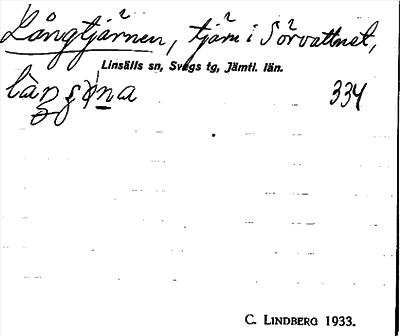 Långtjärnen, tjärn i Sörvattnet,
Linsälls sn, Svegs tg, Jämtl. län.
334
C. LINDBERG 1933.